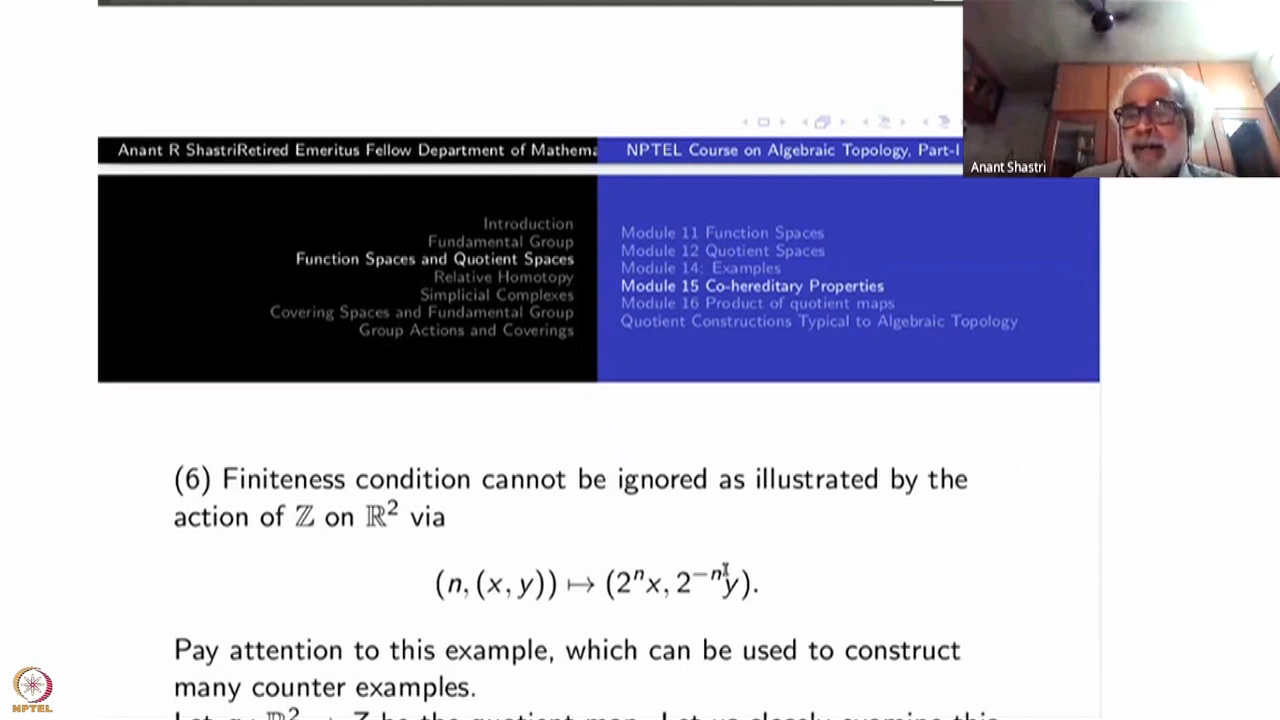 Anant R ShastriRetired Emeritus Fellow Department of Mathema
NPTEL Course on Algebraic Topology, Part-I
Anant Shastri
Introduction
Fundamental Group
Function Spaces and Quotient Spaces
Relative Homotopy
Simplicial Complexes
Covering Spaces and Fundamental Group
Group Actions and Coverings
Module 11 Function Spaces
Module 12 Quotient Spaces
Module 14: Examples
Module 15 Co-hereditary Properties
Module 16 Product of quotient maps
Quotient Constructions Typical to Algebraic Topology
(6) Finiteness condition cannot be ignored as illustrated by the
action of ℤ on ℝ² via
(n, (x, y)) ↦ (2ⁿx, 2⁻ⁿy).
Pay attention to this example, which can be used to construct
many counter examples.
NPTEL